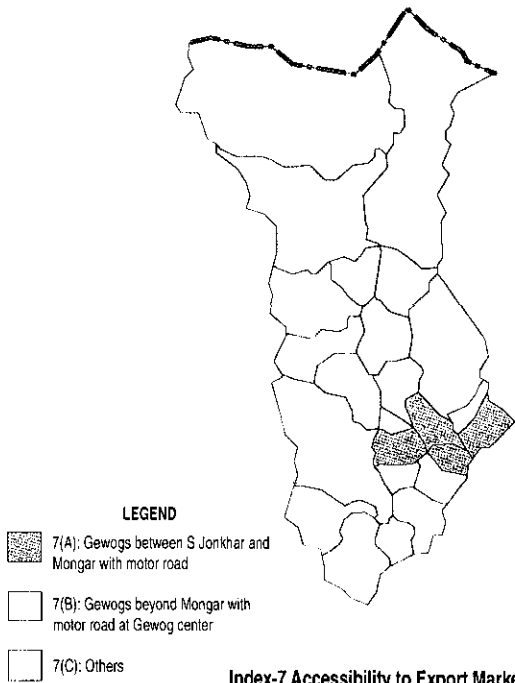 LEGEND
7(A): Gewogs between S Jonkhar and
Mongar with motor road
7(B): Gewogs beyond Mongar with
motor road at Gewog center
7(C): Others
Index-7 Accessibility to Export Marke